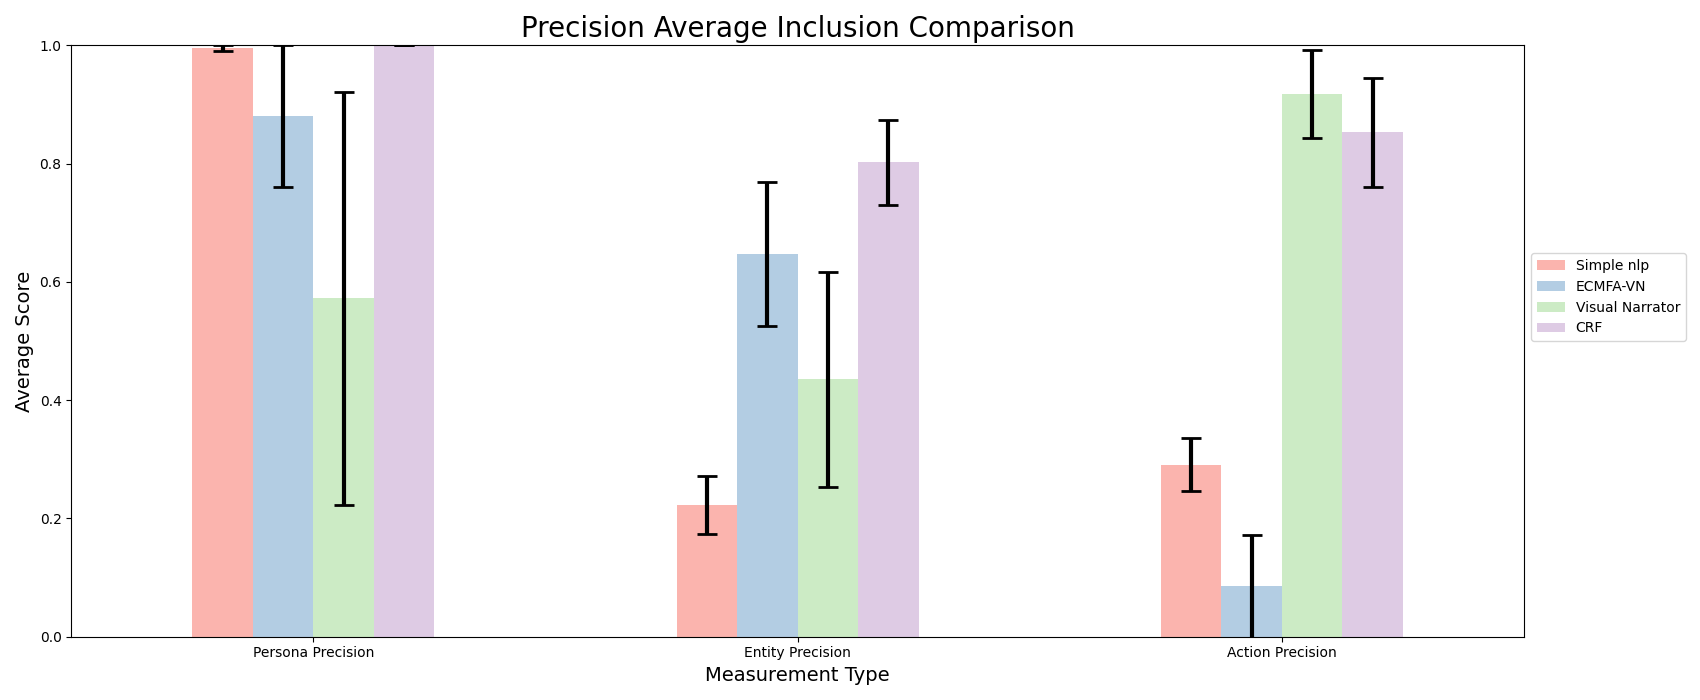 Precision Average Inclusion Comparison
Average Score
1.0
0.8
0.6
0.4
0.2
0.0
Persona Precision
Entity Precision
Action Precision
Measurement Type
Simple nlp
ECMFA-VN
Visual Narrator
CRF